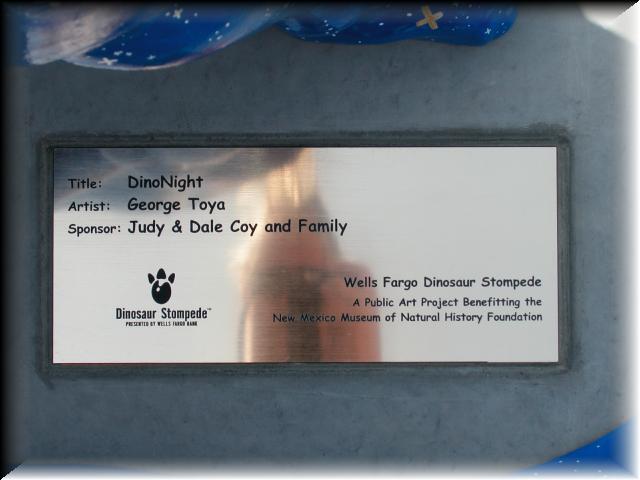 Title: DinoNight
Artist: George Toya
Sponsor: Judy & Dale Coy and Family
Dinosaur Stompede™
PRESENTED BY WELLS FARGO BANK
Wells Fargo Dinosaur Stompede
A Public Art Project Benefitting the
New Mexico Museum of Natural History Foundation